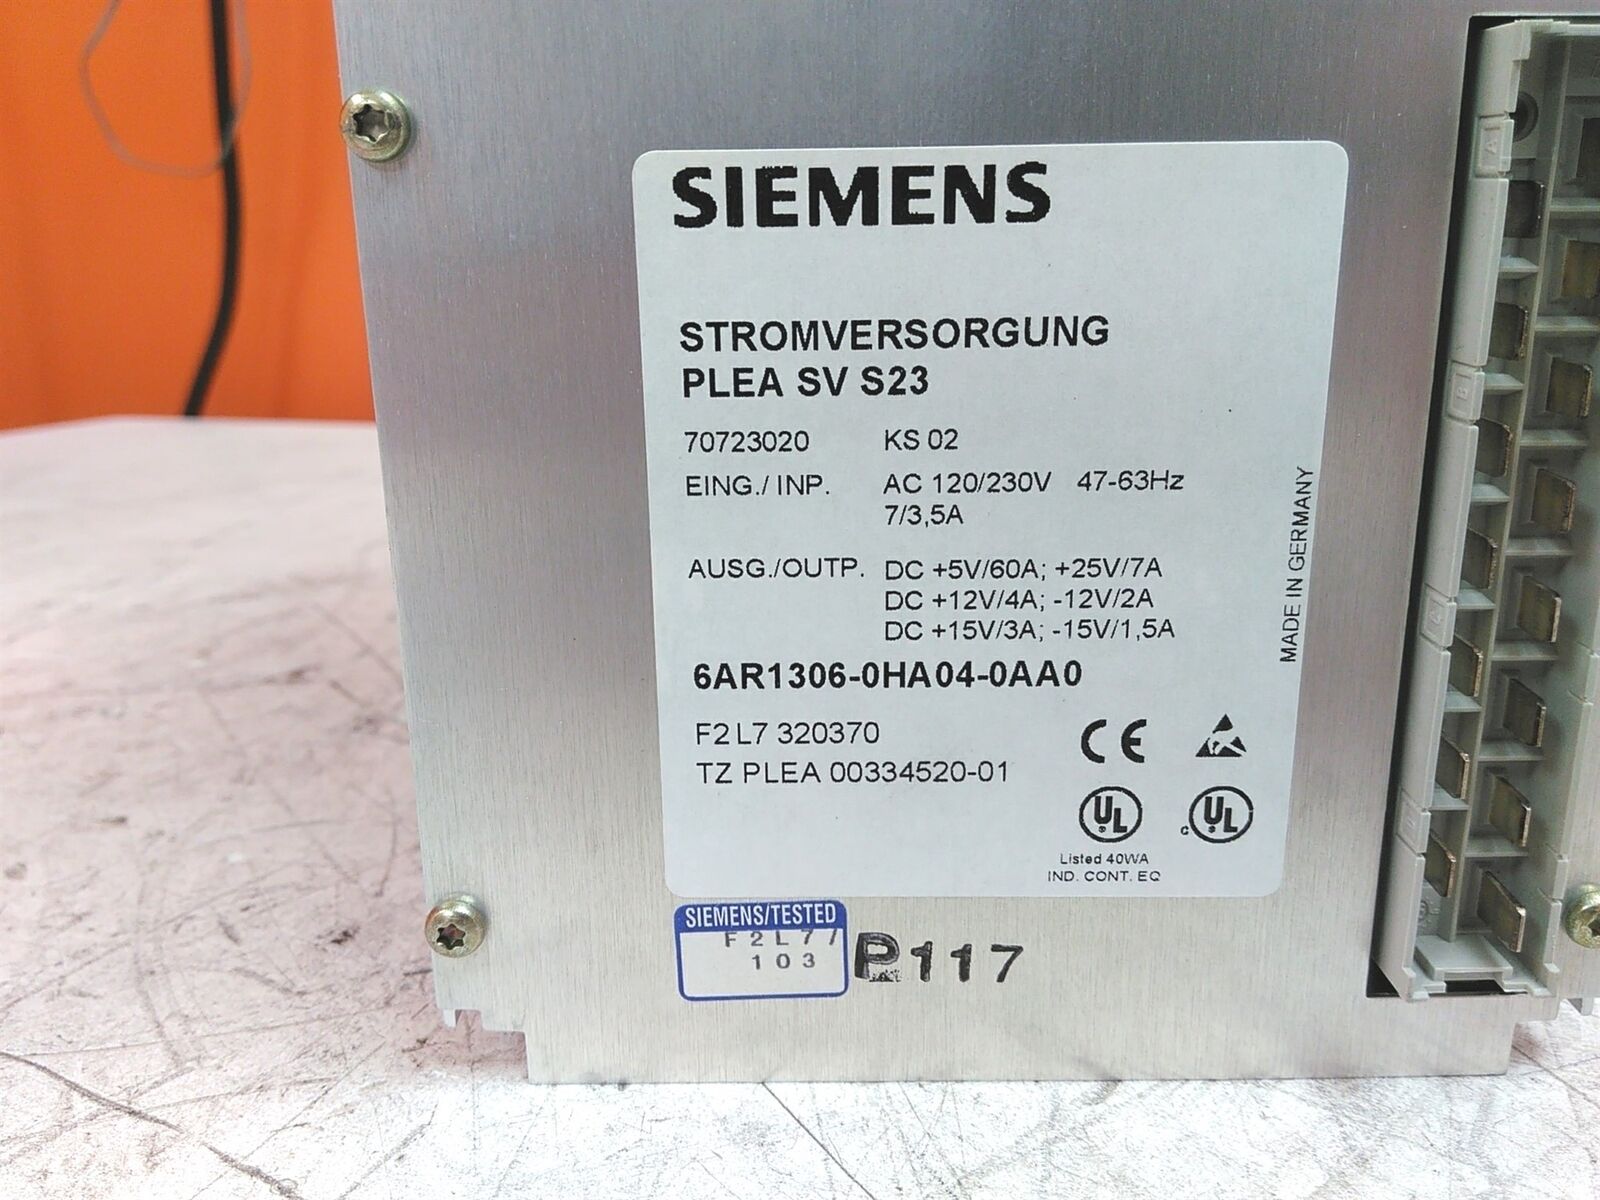 SIEMENS
STROMVERSORGUNG
PLEA SV S23
70723020 KS 02
EING./ INP. AC 120/230V 47-63Hz
7/3,5A
AUSG./OUTP. DC +5V/60A; +25V/7A
DC +12V/4A; -12V/2A
DC +15V/3A; -15V/1,5A
6AR1306-0HA04-0AA0
F2 L7 320370
TZ PLEA 00334520-01
MADE IN GERMANY
CE
UL
c UL
Listed 40WA
IND. CONT. EQ
SIEMENS/TESTED
F2L7/
103
P117